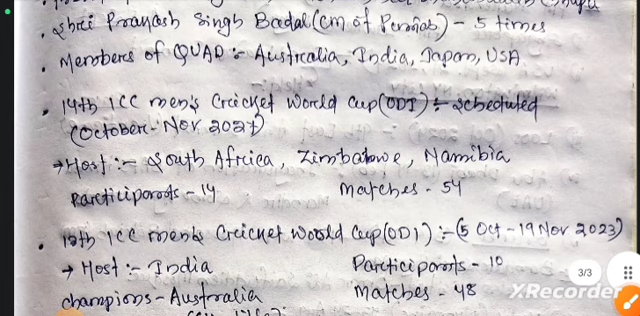 • Shri Prakash Singh Badal (CM of Punjab) - 5 times
• Members of QUAD :- Australia, India, Japan, USA
• 14th ICC men's Cricket World Cup (ODI) :- Scheduled
(October - Nov 2027)
→ Host :- South Africa, Zimbabwe, Namibia
Participants - 14 Matches - 54
• 13th ICC men's Cricket World Cup (ODI) :- (5 Oct - 19 Nov 2023)
→ Host :- India Participants - 10
3/3
champions - Australia Matches - 48
XRecorder